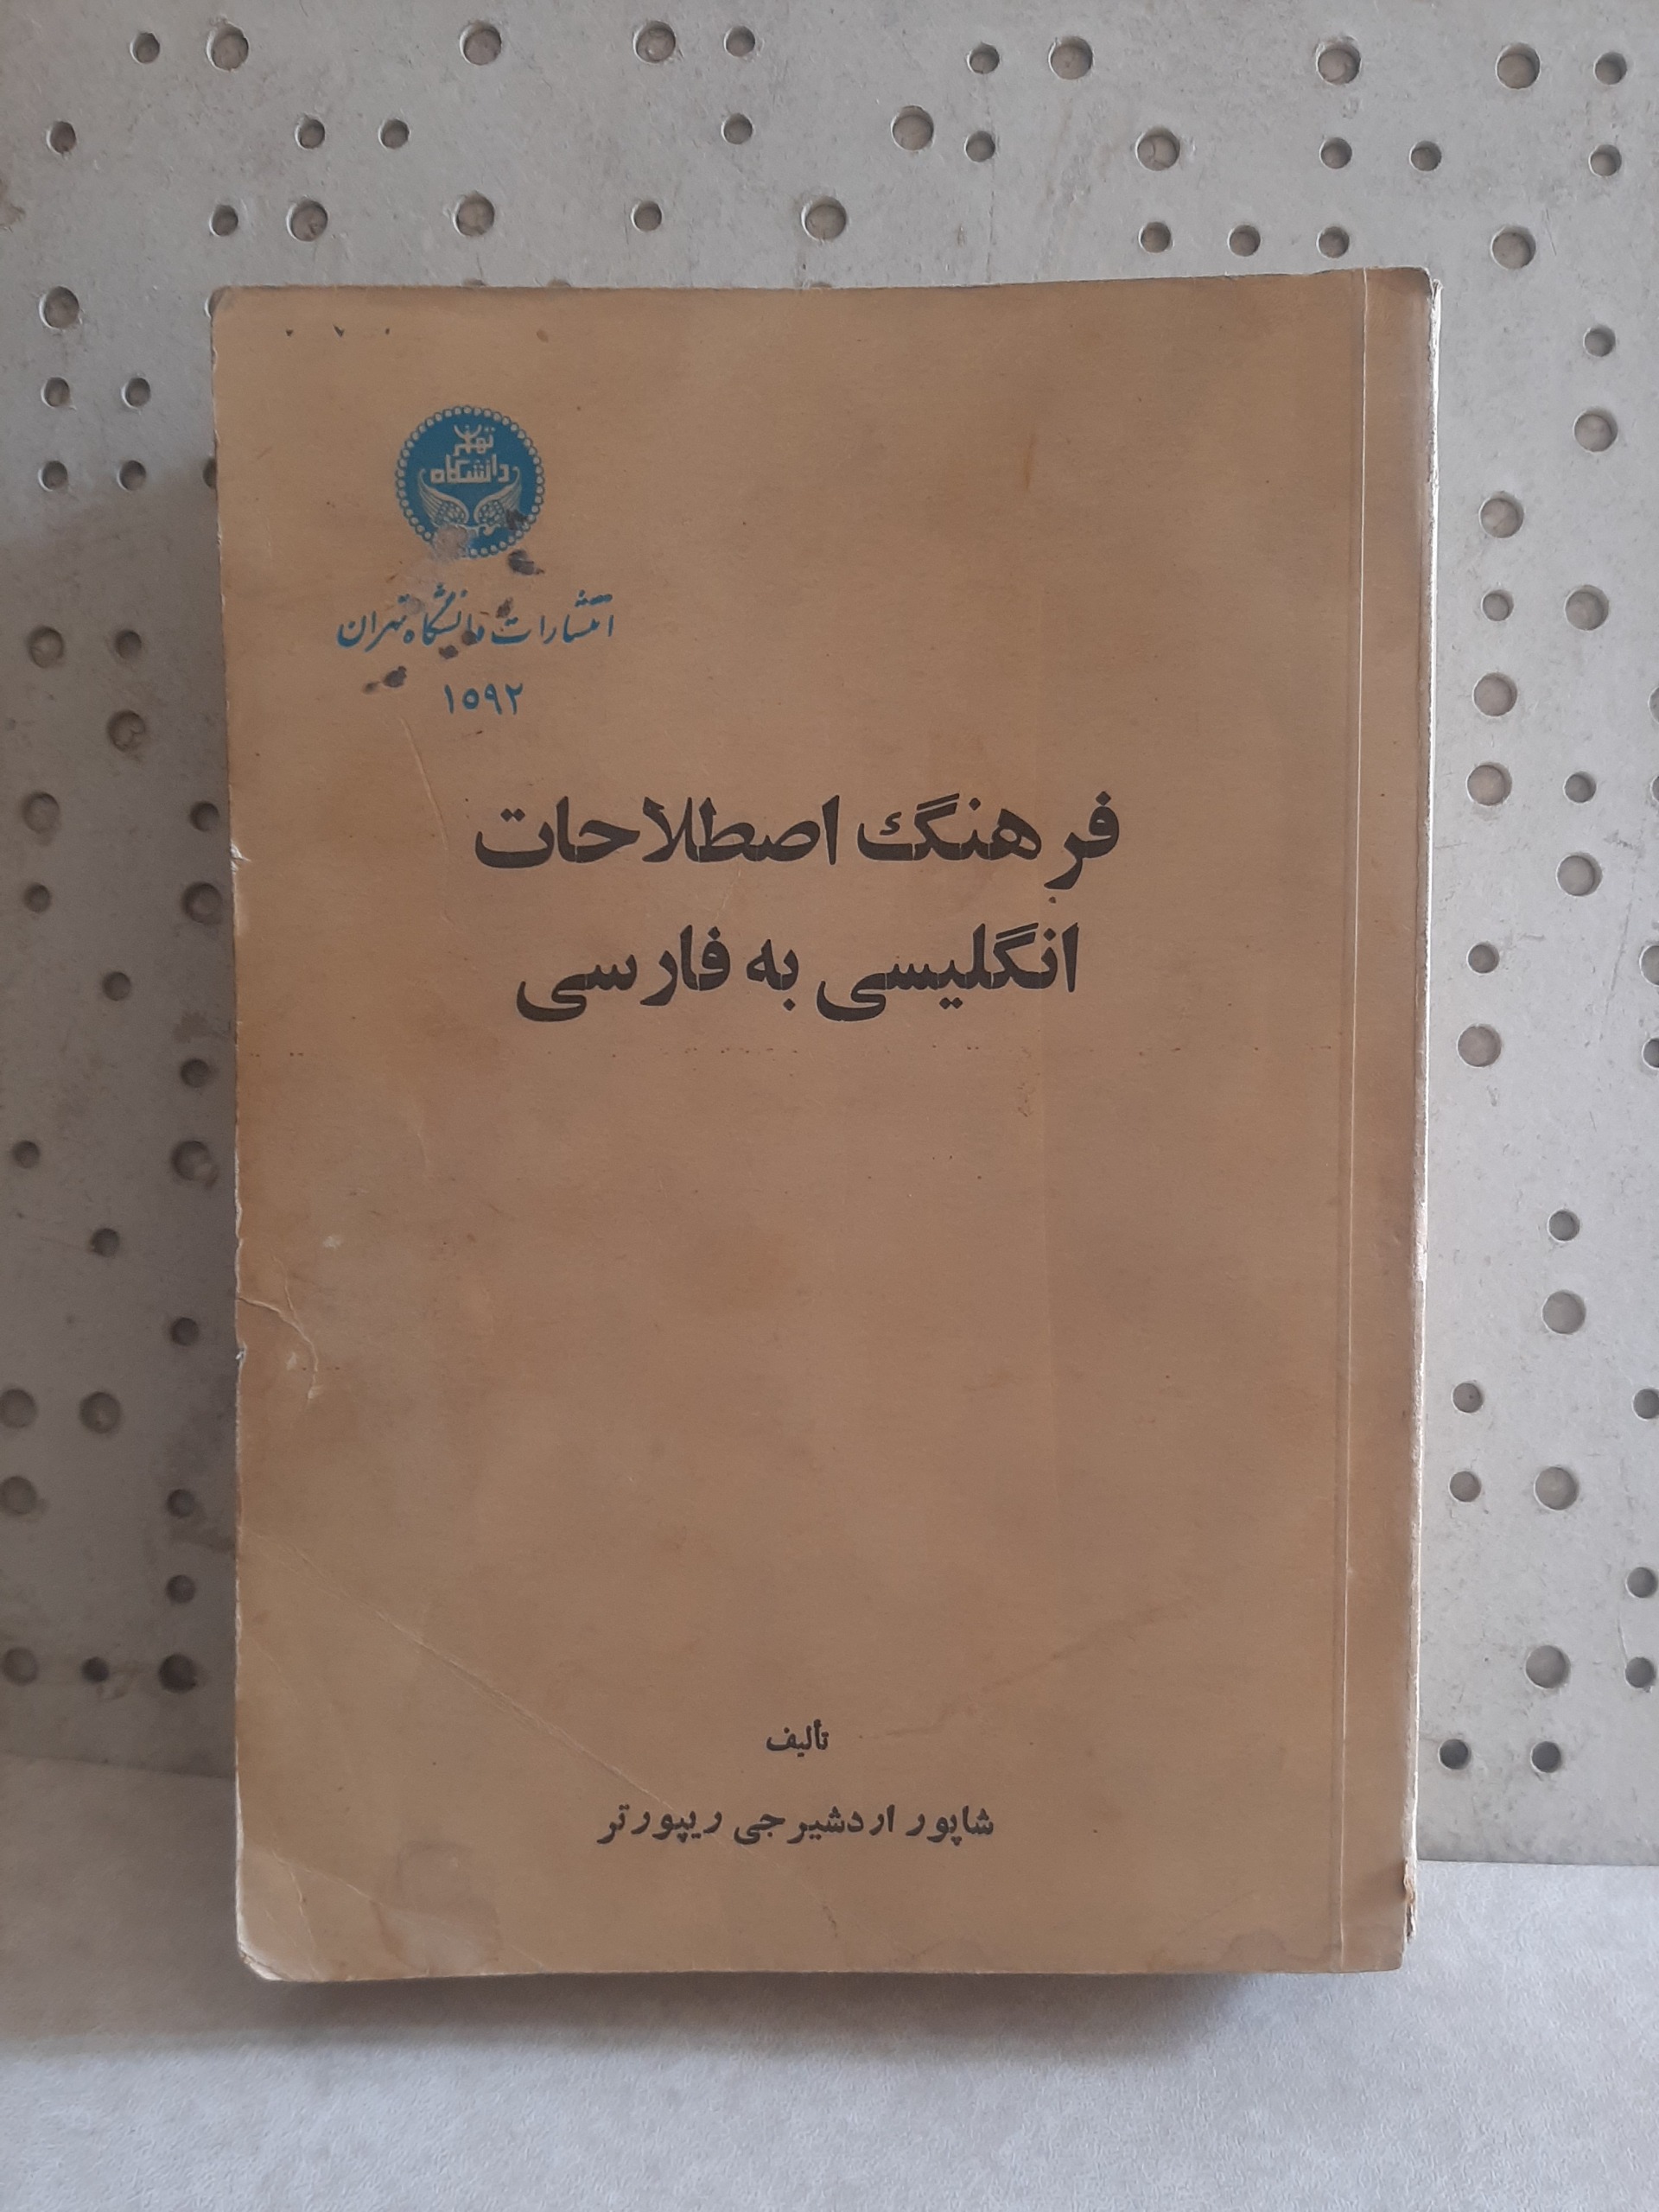 تهران
دانشگاه
انتشارات دانشگاه تهران
۱۵۹۲
فرهنگ اصطلاحات
انگلیسی به فارسی
تألیف
شاپور اردشیرجی ریپورتر